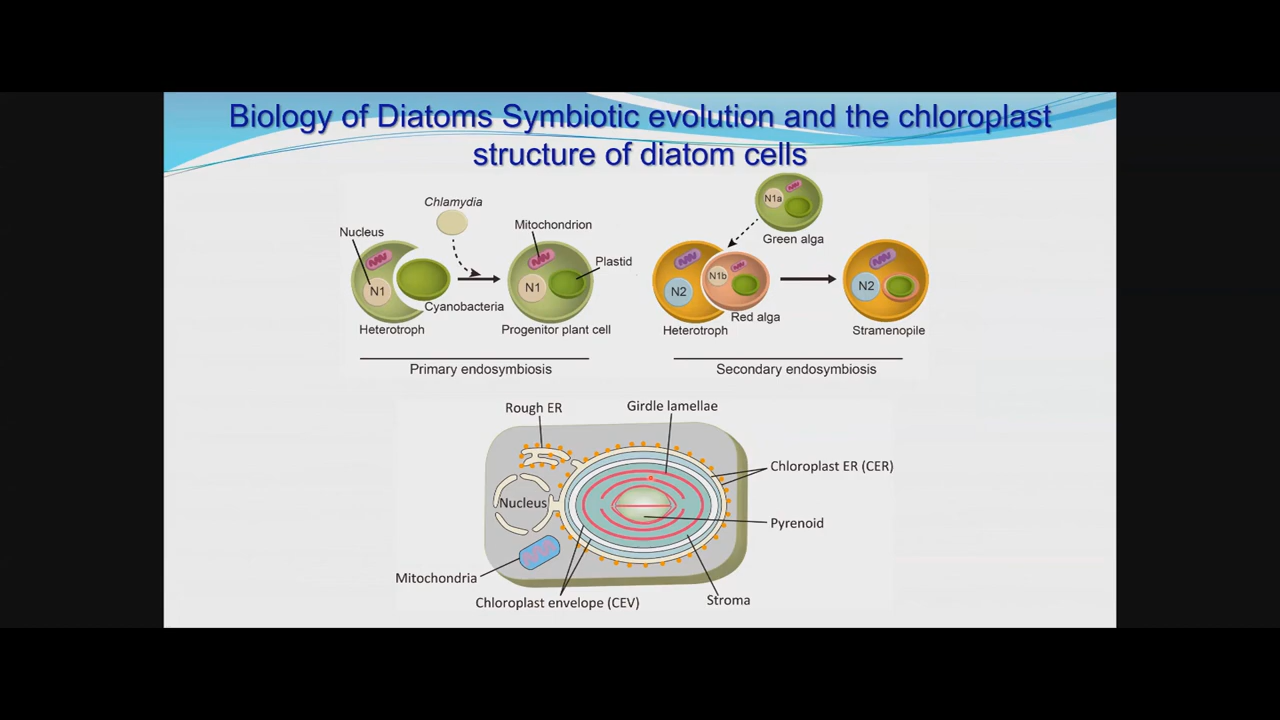 Biology of Diatoms Symbiotic evolution and the chloroplast
structure of diatom cells
Chlamydia
Nucleus
Mitochondrion
Plastid
N1
N1
Cyanobacteria
Heterotroph
Progenitor plant cell
Primary endosymbiosis
N1a
Green alga
N2
N1b
N2
Red alga
Heterotroph
Stramenopile
Secondary endosymbiosis
Rough ER
Girdle lamellae
Chloroplast ER (CER)
Nucleus
Pyrenoid
Mitochondria
Chloroplast envelope (CEV)
Stroma